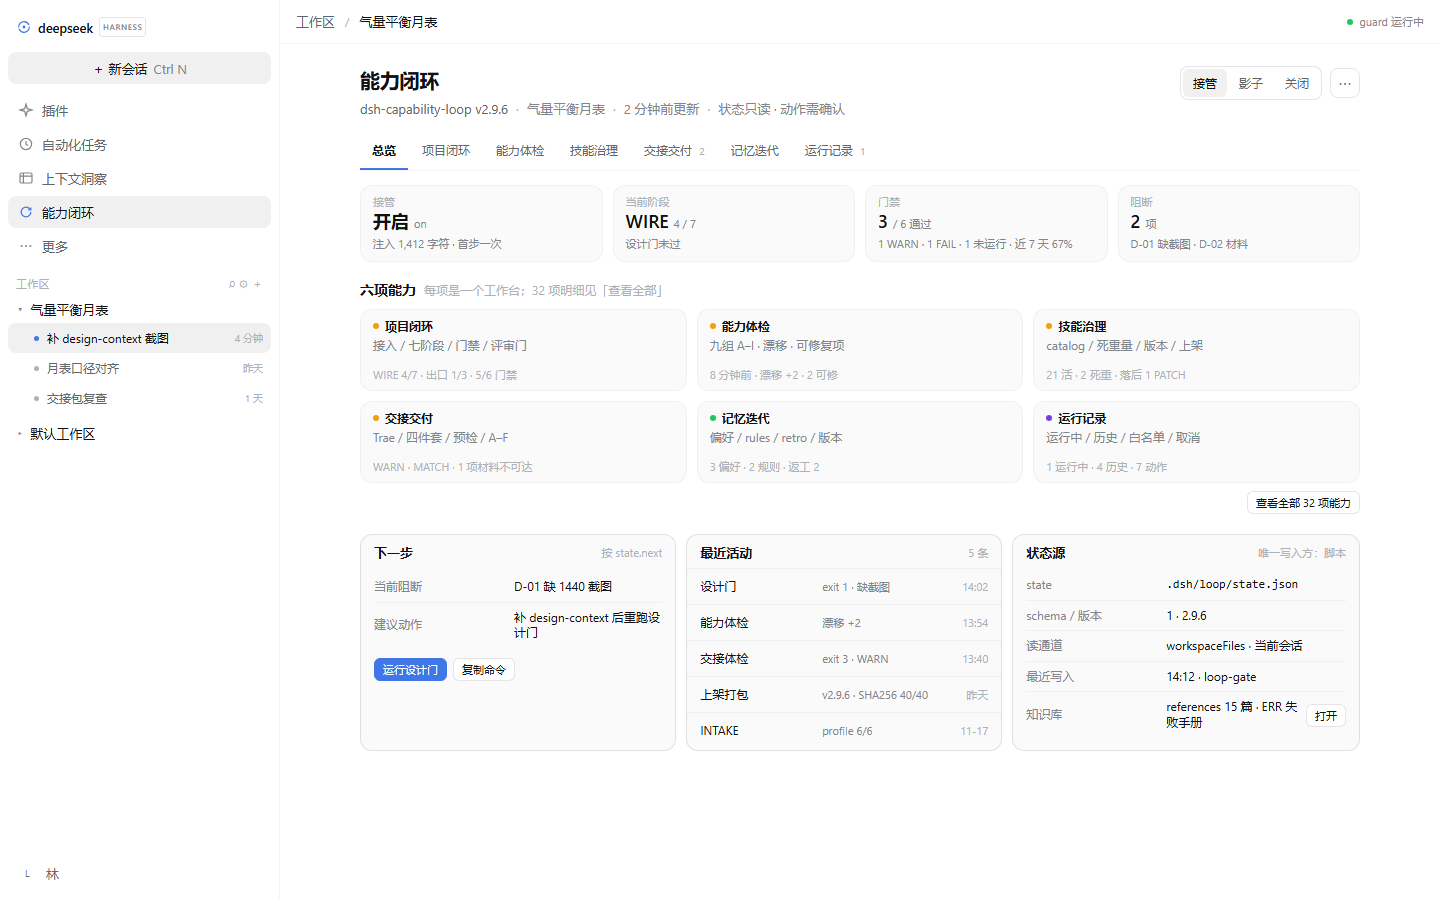 deepseek HARNESS
+ 新会话 Ctrl N
插件
自动化任务
上下文洞察
能力闭环
更多
工作区
气量平衡月表
补 design-context 截图 4 分钟
月表口径对齐 昨天
交接包复查 1 天
默认工作区
L 林
工作区 / 气量平衡月表
guard 运行中
能力闭环
接管 影子 关闭 ···
dsh-capability-loop v2.9.6 · 气量平衡月表 · 2 分钟前更新 · 状态只读 · 动作需确认
总览 项目闭环 能力体检 技能治理 交接交付 2 记忆迭代 运行记录 1
接管
开启 on
注入 1,412 字符 · 首步一次
当前阶段
WIRE 4 / 7
设计门未过
门禁
3 / 6 通过
1 WARN · 1 FAIL · 1 未运行 · 近 7 天 67%
阻断
2 项
D-01 缺截图 · D-02 材料
六项能力 每项是一个工作台；32 项明细见「查看全部」
项目闭环
接入 / 七阶段 / 门禁 / 评审门
WIRE 4/7 · 出口 1/3 · 5/6 门禁
能力体检
九组 A–I · 漂移 · 可修复项
8 分钟前 · 漂移 +2 · 2 可修
技能治理
catalog / 死重量 / 版本 / 上架
21 活 · 2 死重 · 落后 1 PATCH
交接交付
Trae / 四件套 / 预检 / A–F
WARN · MATCH · 1 项材料不可达
记忆迭代
偏好 / rules / retro / 版本
3 偏好 · 2 规则 · 返工 2
运行记录
运行中 / 历史 / 白名单 / 取消
1 运行中 · 4 历史 · 7 动作
查看全部 32 项能力
下一步 按 state.next
当前阻断 D-01 缺 1440 截图
建议动作 补 design-context 后重跑设
计门
运行设计门 复制命令
最近活动 5 条
设计门 exit 1 · 缺截图 14:02
能力体检 漂移 +2 13:54
交接体检 exit 3 · WARN 13:40
上架打包 v2.9.6 · SHA256 40/40 昨天
INTAKE profile 6/6 11-17
状态源 唯一写入方：脚本
state .dsh/loop/state.json
schema / 版本 1 · 2.9.6
读通道 workspaceFiles · 当前会话
最近写入 14:12 · loop-gate
知识库 references 15 篇 · ERR 失
败手册 打开